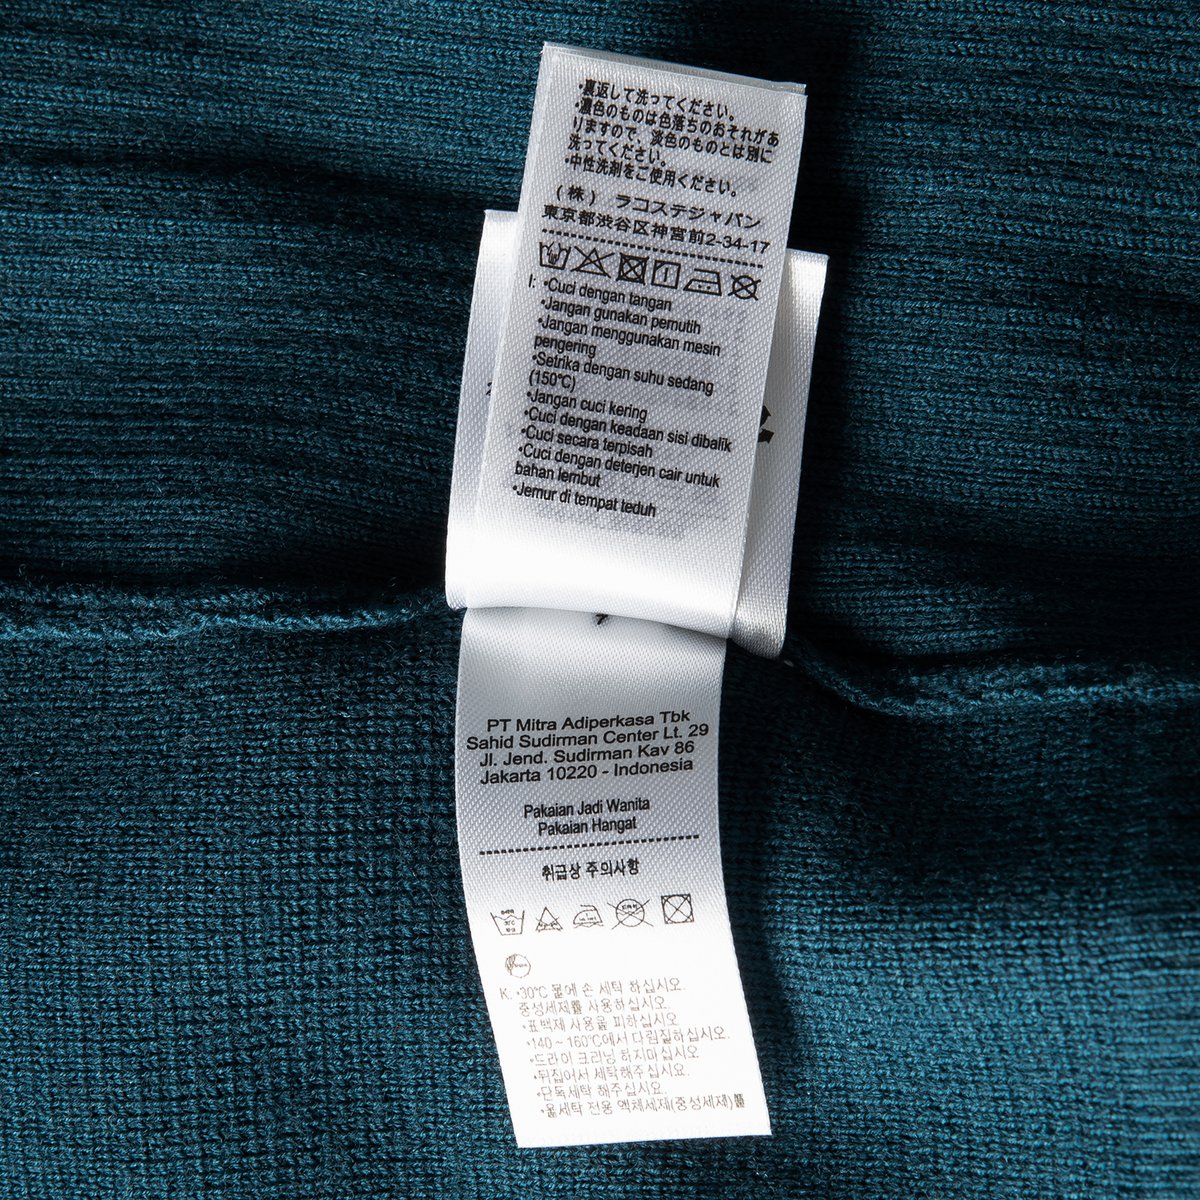 •裏返して洗ってください。
•濃色のものは色落ちのおそれがあ
りますので、淡色のものとは別に
洗ってください。
•中性洗剤をご使用ください。
(株) ラコステジャパン
東京都渋谷区神宮前2-34-17
I: •Cuci dengan tangan
•Jangan gunakan pemutih
•Jangan menggunakan mesin
pengering
•Setrika dengan suhu sedang
(150°C)
•Jangan cuci kering
•Cuci dengan keadaan sisi dibalik
•Cuci secara terpisah
•Cuci dengan deterjen cair untuk
bahan lembut
•Jemur di tempat teduh
PT Mitra Adiperkasa Tbk
Sahid Sudirman Center Lt. 29
Jl. Jend. Sudirman Kav 86
Jakarta 10220 - Indonesia
Pakaian Jadi Wanita
Pakaian Hangat
취급상 주의사항
K: •30°C 물에 손 세탁 하십시오.
중성세제를 사용하십시오.
•표백제 사용을 피하십시오
•140 ~ 160°C에서 다림질하십시오.
•드라이 크리닝 하지마십시오
•뒤집어서 세탁해주십시오.
•단독세탁 해주십시오.
•울세탁 전용 액체세제(중성세제)를